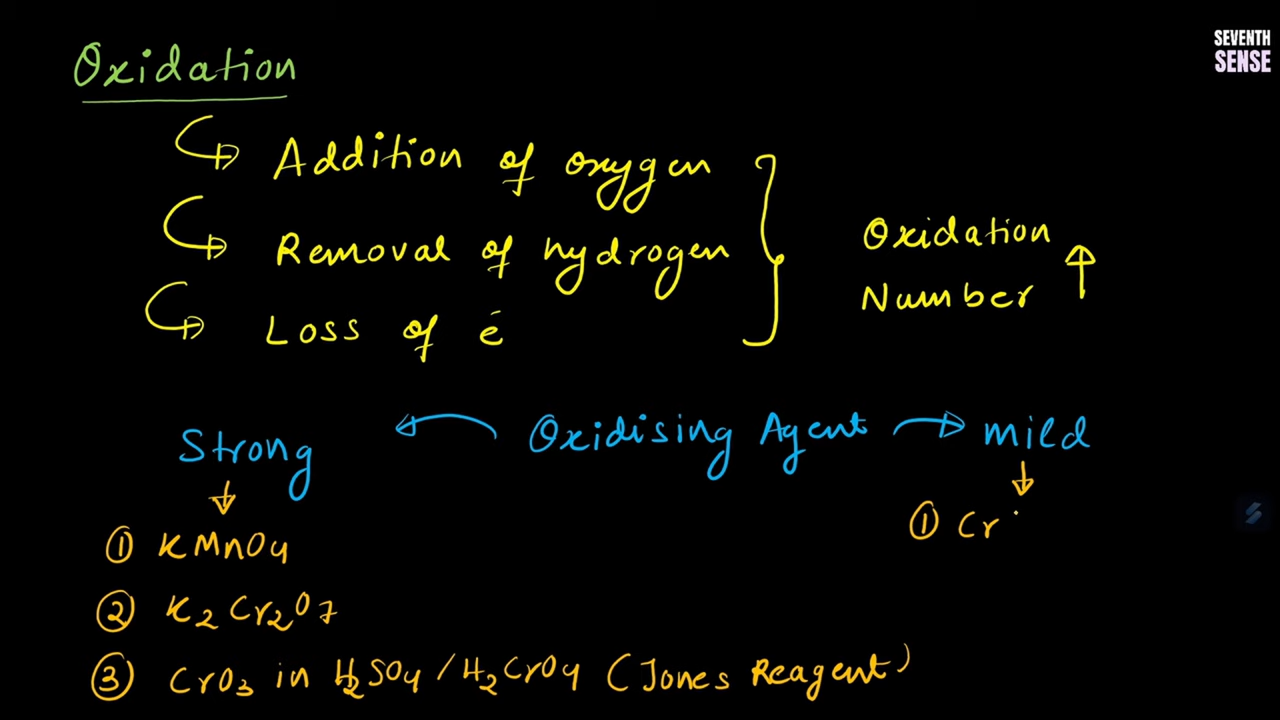 SEVENTH
SENSE
Oxidation
Addition of oxygen
Removal of hydrogen
Loss of e⁻
Oxidation
Number ↑
Strong ← Oxidising Agent → mild
① KMnO4
② K2Cr2O7
③ CrO3 in H2SO4 / H2CrO4 (Jones Reagent)
① Cr